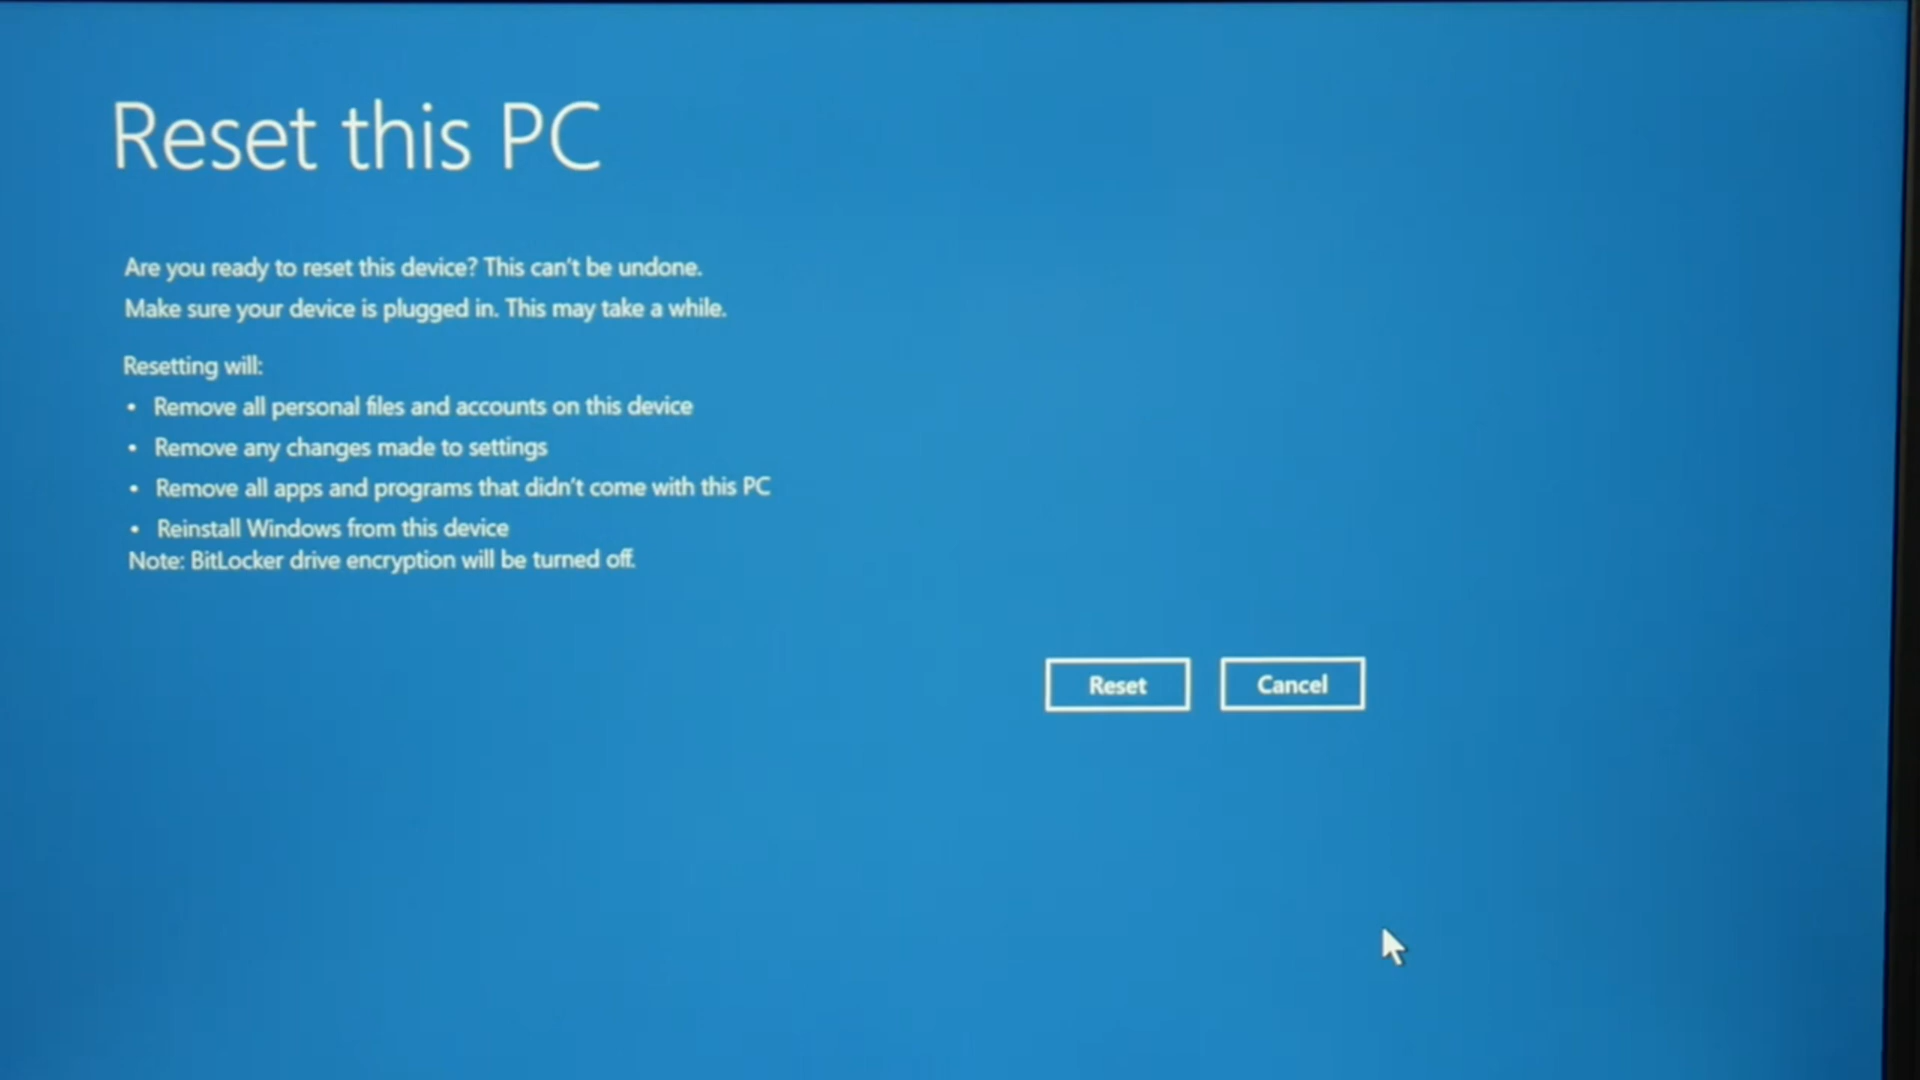 Reset this PC
Are you ready to reset this device? This can't be undone.
Make sure your device is plugged in. This may take a while.
Resetting will:
• Remove all personal files and accounts on this device
• Remove any changes made to settings
• Remove all apps and programs that didn't come with this PC
• Reinstall Windows from this device
Note: BitLocker drive encryption will be turned off.
Reset Cancel